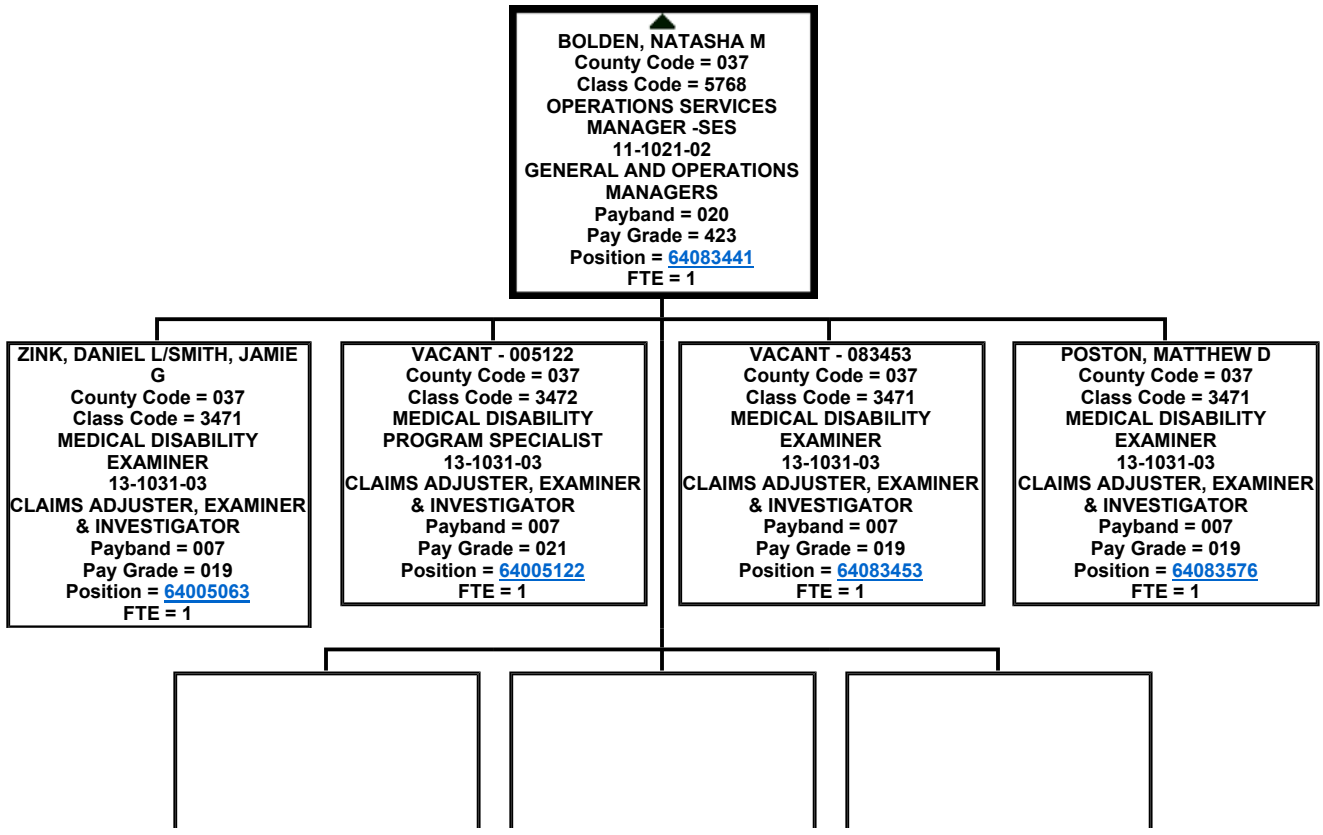 BOLDEN, NATASHA M
County Code = 037
Class Code = 5768
OPERATIONS SERVICES
MANAGER -SES
11-1021-02
GENERAL AND OPERATIONS
MANAGERS
Payband = 020
Pay Grade = 423
Position = 64083441
FTE = 1
ZINK, DANIEL L/SMITH, JAMIE
G
County Code = 037
Class Code = 3471
MEDICAL DISABILITY
EXAMINER
13-1031-03
CLAIMS ADJUSTER, EXAMINER
& INVESTIGATOR
Payband = 007
Pay Grade = 019
Position = 64005063
FTE = 1
VACANT - 005122
County Code = 037
Class Code = 3472
MEDICAL DISABILITY
PROGRAM SPECIALIST
13-1031-03
CLAIMS ADJUSTER, EXAMINER
& INVESTIGATOR
Payband = 007
Pay Grade = 021
Position = 64005122
FTE = 1
VACANT - 083453
County Code = 037
Class Code = 3471
MEDICAL DISABILITY
EXAMINER
13-1031-03
CLAIMS ADJUSTER, EXAMINER
& INVESTIGATOR
Payband = 007
Pay Grade = 019
Position = 64083453
FTE = 1
POSTON, MATTHEW D
County Code = 037
Class Code = 3471
MEDICAL DISABILITY
EXAMINER
13-1031-03
CLAIMS ADJUSTER, EXAMINER
& INVESTIGATOR
Payband = 007
Pay Grade = 019
Position = 64083576
FTE = 1